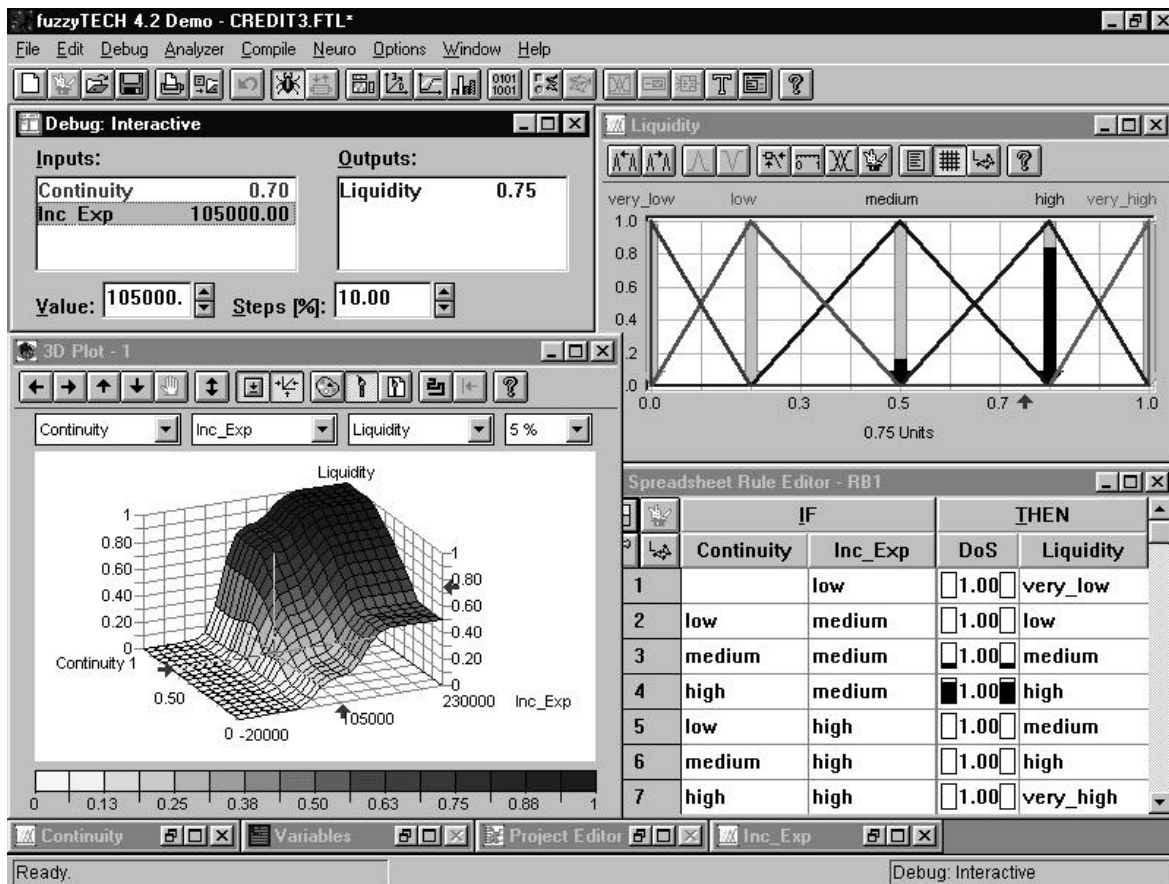 fuzzyTECH 4.2 Demo - CREDIT3.FTL*
File Edit Debug Analyzer Compile Neuro Options Window Help
Debug: Interactive
Inputs:
Continuity 0.70
Inc_Exp 105000.00
Outputs:
Liquidity 0.75
Value: 105000.
Steps [%]: 10.00
Liquidity
very_low low medium high very_high
1.0
0.8
0.6
0.4
.2
.0
0.0 0.3 0.5 0.7 1.0
0.75 Units
3D Plot - 1
Continuity Inc_Exp Liquidity 5 %
Liquidity
1
0.80
0.60
0.40
0.20
0
Continuity 1
0.50
0 -20000
105000
230000 Inc_Exp
1
0.80
0.60
0.40
0.20
0
0 0.13 0.25 0.38 0.50 0.63 0.75 0.88 1
Spreadsheet Rule Editor - RB1
IF THEN
Continuity Inc_Exp DoS Liquidity
1 low 1.00 very_low
2 low medium 1.00 low
3 medium medium 1.00 medium
4 high medium 1.00 high
5 low high 1.00 medium
6 medium high 1.00 high
7 high high 1.00 very_high
Continuity Variables Project Editor Inc_Exp
Ready. Debug: Interactive